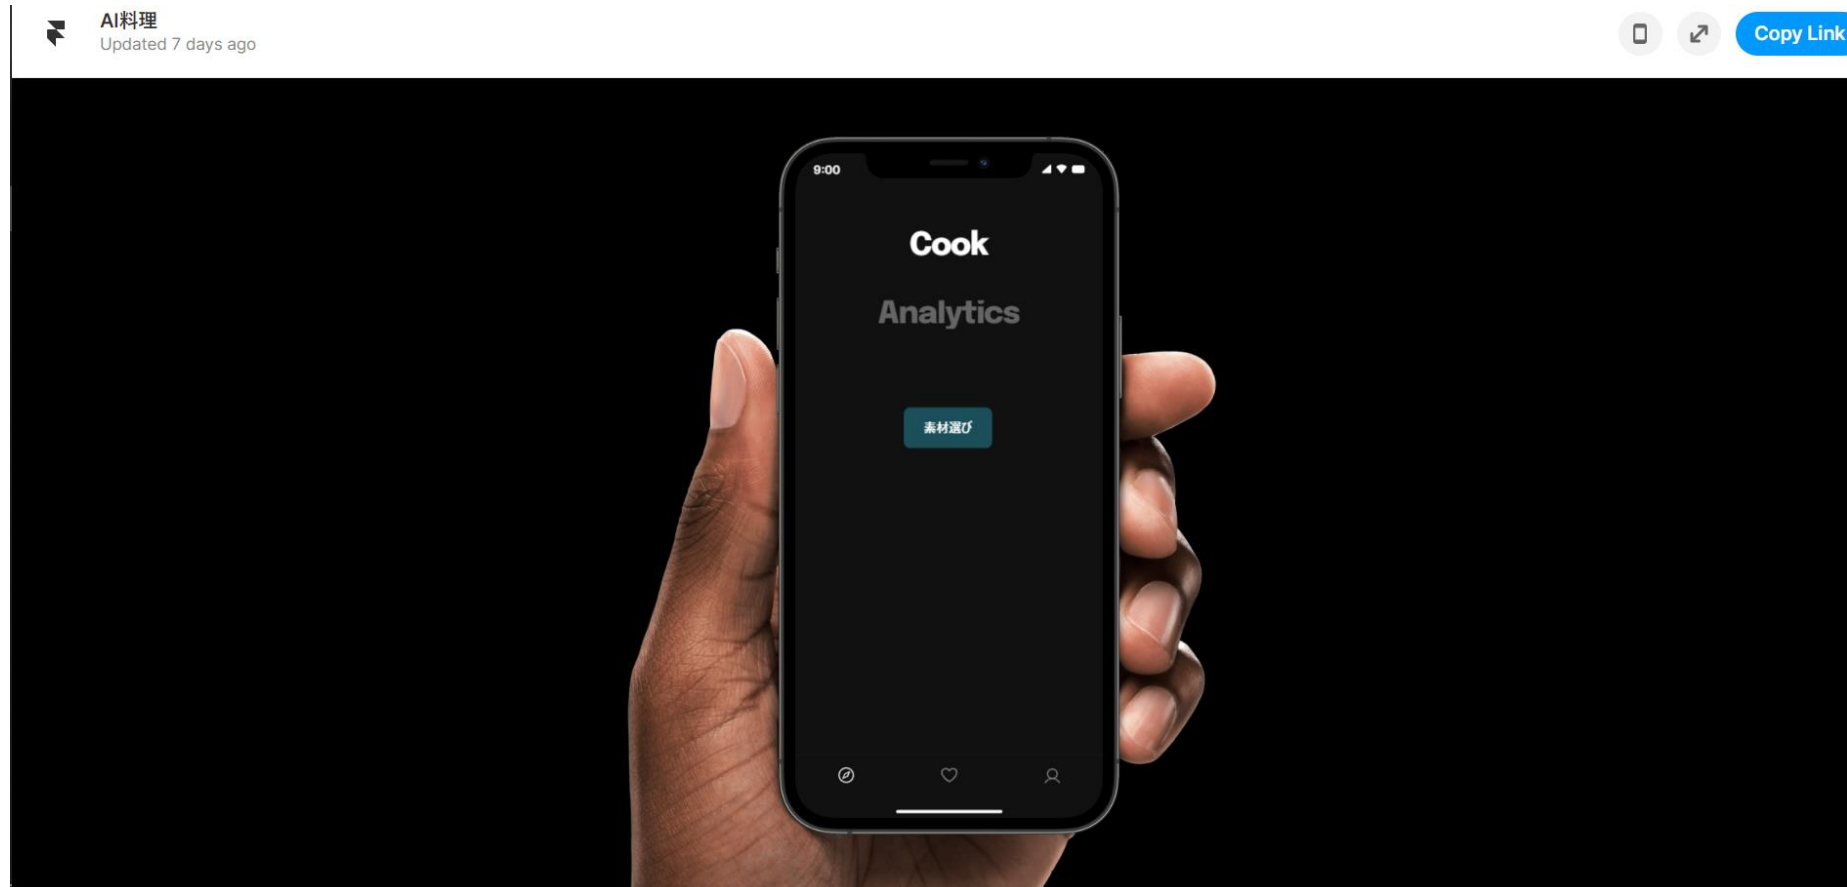 AI料理
Updated 7 days ago
Copy Link
9:00
Cook
Analytics
素材選び